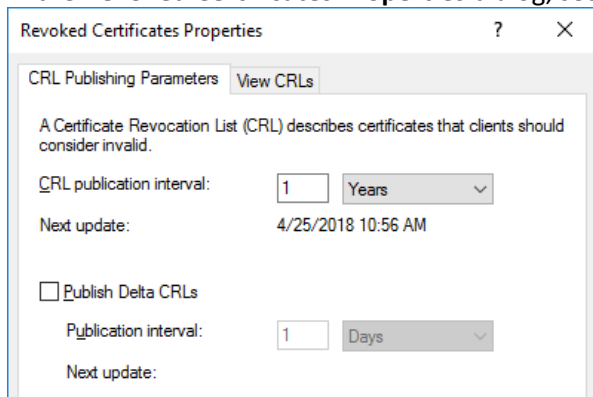 Revoked Certificates Properties ? ×
CRL Publishing Parameters View CRLs
A Certificate Revocation List (CRL) describes certificates that clients should
consider invalid.
CRL publication interval: 1 Years
Next update: 4/25/2018 10:56 AM
Publish Delta CRLs
Publication interval: 1 Days
Next update: